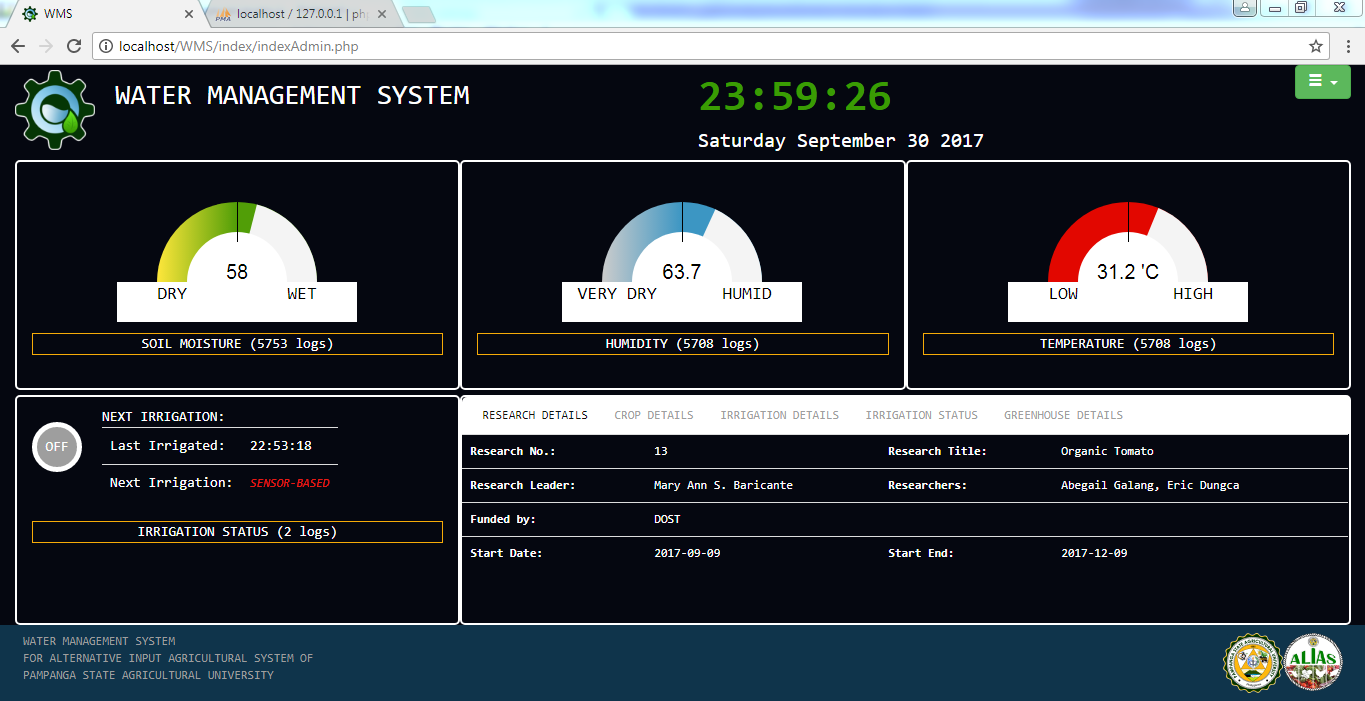 WMS
localhost / 127.0.0.1 | ph
localhost/WMS/index/indexAdmin.php
WATER MANAGEMENT SYSTEM
23:59:26
Saturday September 30 2017
58
DRY WET
SOIL MOISTURE (5753 logs)
63.7
VERY DRY HUMID
HUMIDITY (5708 logs)
31.2 'C
LOW HIGH
TEMPERATURE (5708 logs)
OFF
NEXT IRRIGATION:
Last Irrigated: 22:53:18
Next Irrigation: SENSOR-BASED
IRRIGATION STATUS (2 logs)
RESEARCH DETAILS CROP DETAILS IRRIGATION DETAILS IRRIGATION STATUS GREENHOUSE DETAILS
Research No.: 13 Research Title: Organic Tomato
Research Leader: Mary Ann S. Baricante Researchers: Abegail Galang, Eric Dungca
Funded by: DOST
Start Date: 2017-09-09 Start End: 2017-12-09
WATER MANAGEMENT SYSTEM
FOR ALTERNATIVE INPUT AGRICULTURAL SYSTEM OF
PAMPANGA STATE AGRICULTURAL UNIVERSITY
ALIAS